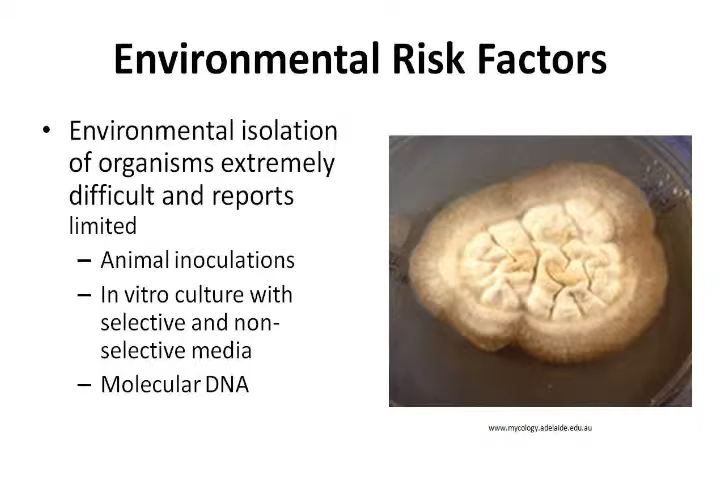 Environmental Risk Factors
• Environmental isolation
of organisms extremely
difficult and reports
limited
– Animal inoculations
– In vitro culture with
selective and non-
selective media
– Molecular DNA
www.mycology.adelaide.edu.au